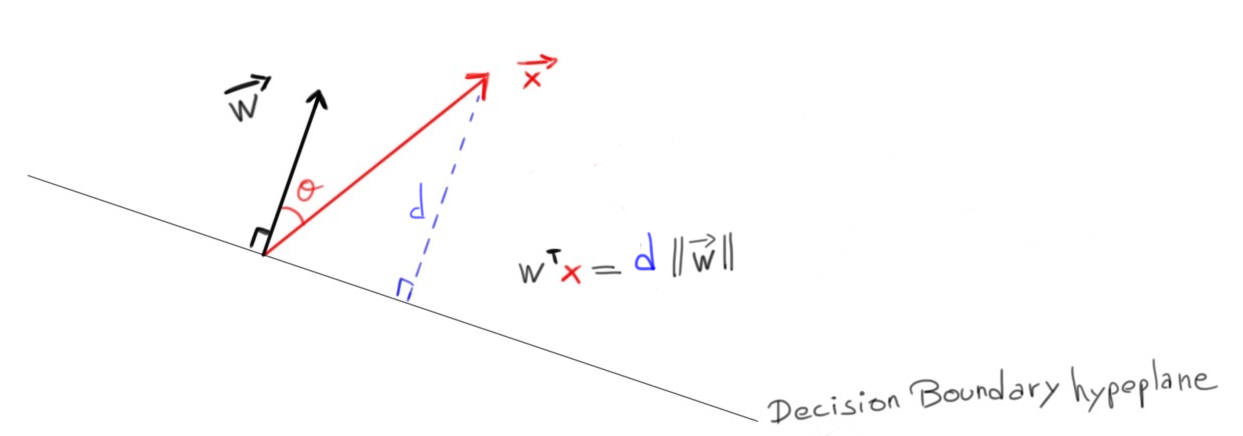 w⃗
x⃗
θ
d
wᵀx = d ||w⃗||
Decision Boundary hypeplane